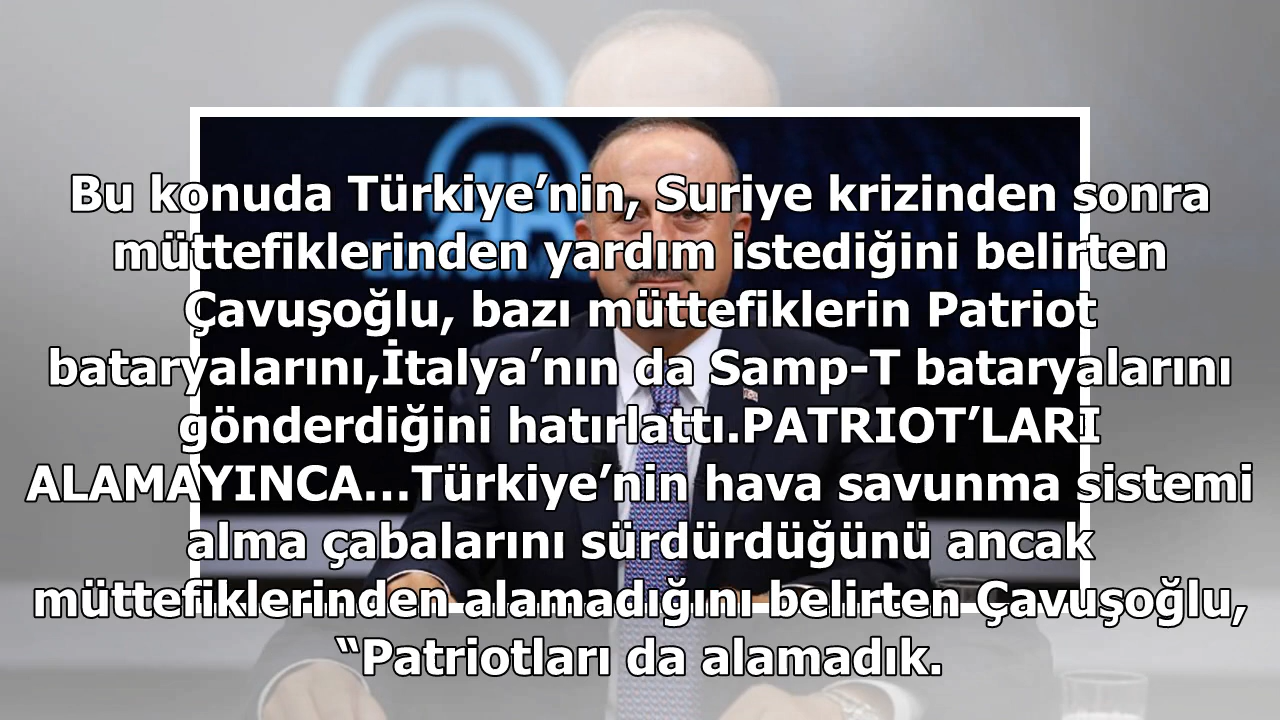 Bu konuda Türkiye’nin, Suriye krizinden sonra
müttefiklerinden yardım istediğini belirten
Çavuşoğlu, bazı müttefiklerin Patriot
bataryalarını,İtalya’nın da Samp-T bataryalarını
gönderdiğini hatırlattı.PATRIOT’LARI
ALAMAYINCA...Türkiye’nin hava savunma sistemi
alma çabalarını sürdürdüğünü ancak
müttefiklerinden alamadığını belirten Çavuşoğlu,
“Patriotları da alamadık.